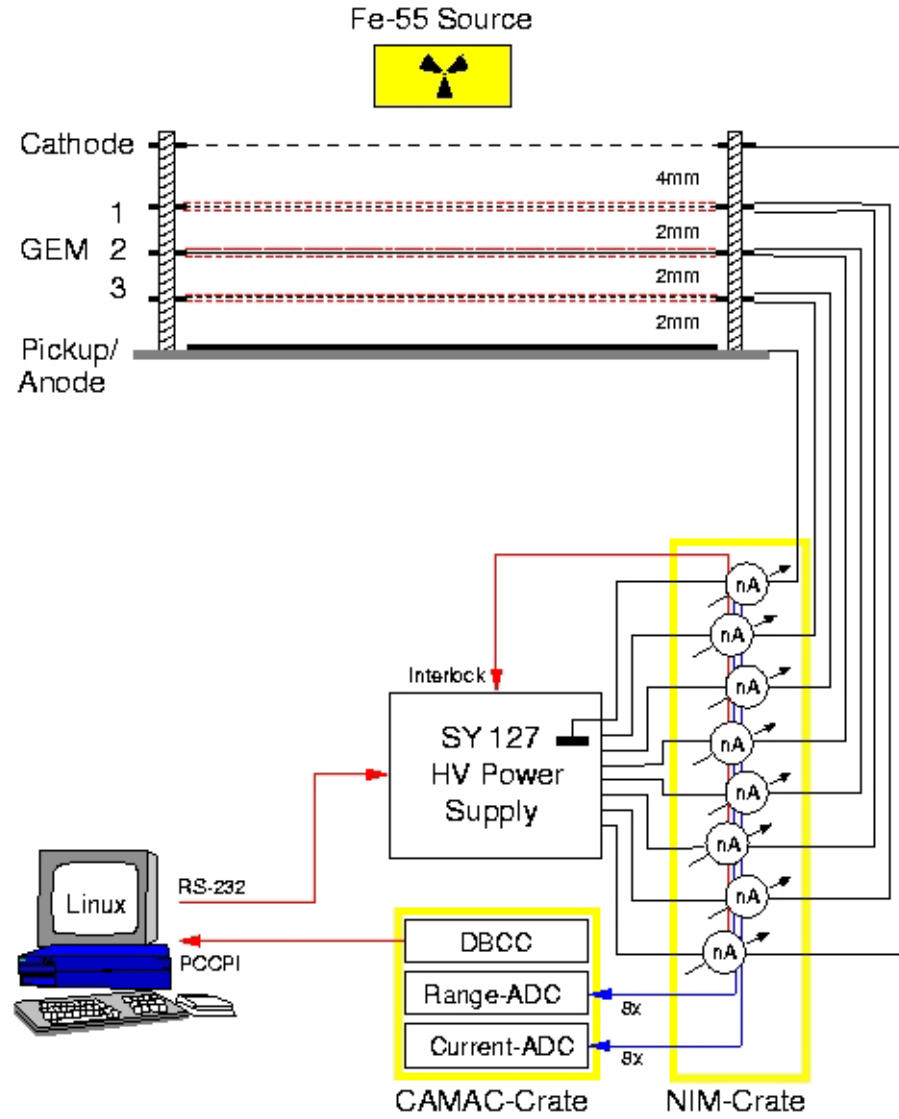 Fe-55 Source
Cathode
4mm
1
2mm
GEM 2
2mm
3
2mm
Pickup/
Anode
nA
nA
Interlock
nA
SY 127
HV Power
Supply
nA
nA
nA
RS-232
Linux
nA
DBCC
nA
PCCPI
Range-ADC
8x
Current-ADC
8x
CAMAC-Crate
NIM-Crate